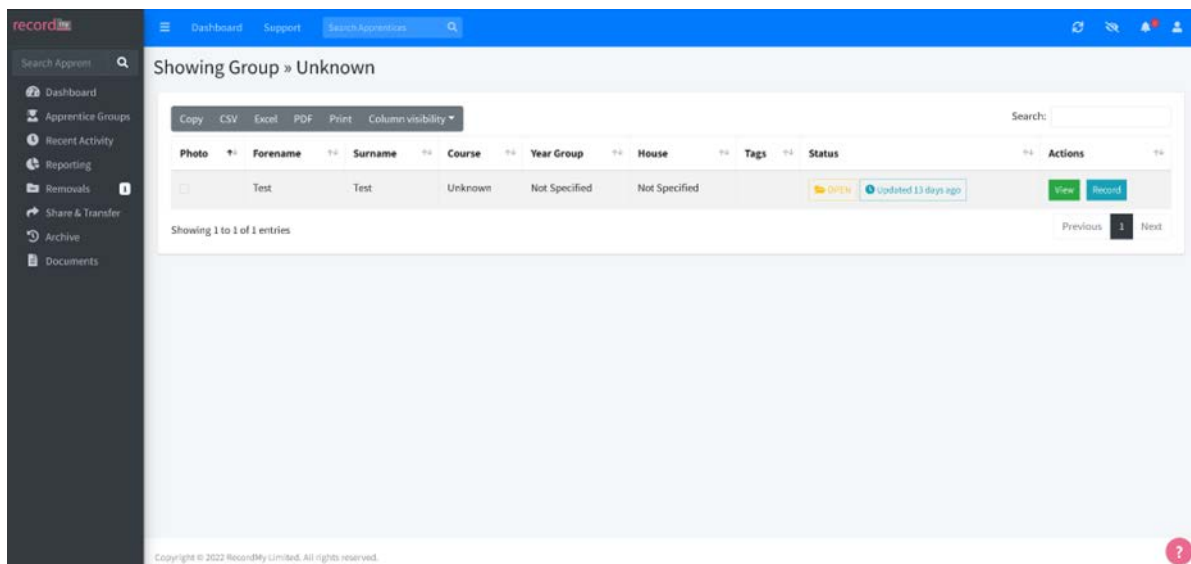 record my
Dashboard Support Search Apprentices
Search Appren
Dashboard
Apprentice Groups
Recent Activity
Reporting
Removals 1
Share & Transfer
Archive
Documents
Showing Group » Unknown
Copy CSV Excel PDF Print Column visibility
Search:
Photo Forename Surname Course Year Group House Tags Status Actions
Test Test Unknown Not Specified Not Specified OPEN Updated 13 days ago View Record
Showing 1 to 1 of 1 entries
Previous 1 Next
Copyright © 2022 RecordMy Limited. All rights reserved.
?